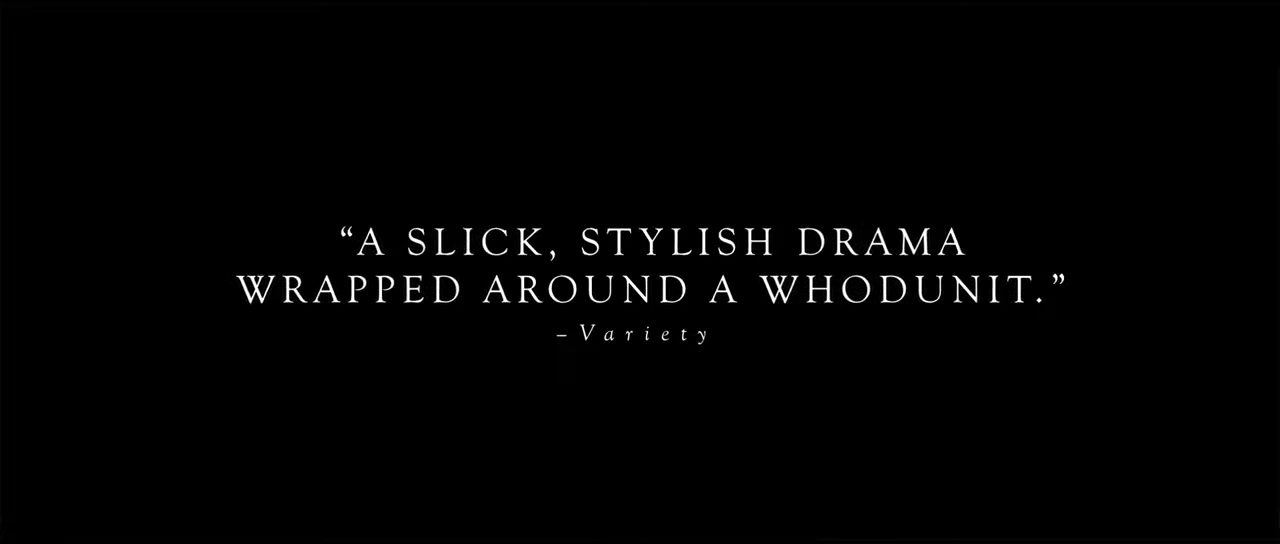 “A SLICK, STYLISH DRAMA
WRAPPED AROUND A WHODUNIT.”
–Variety